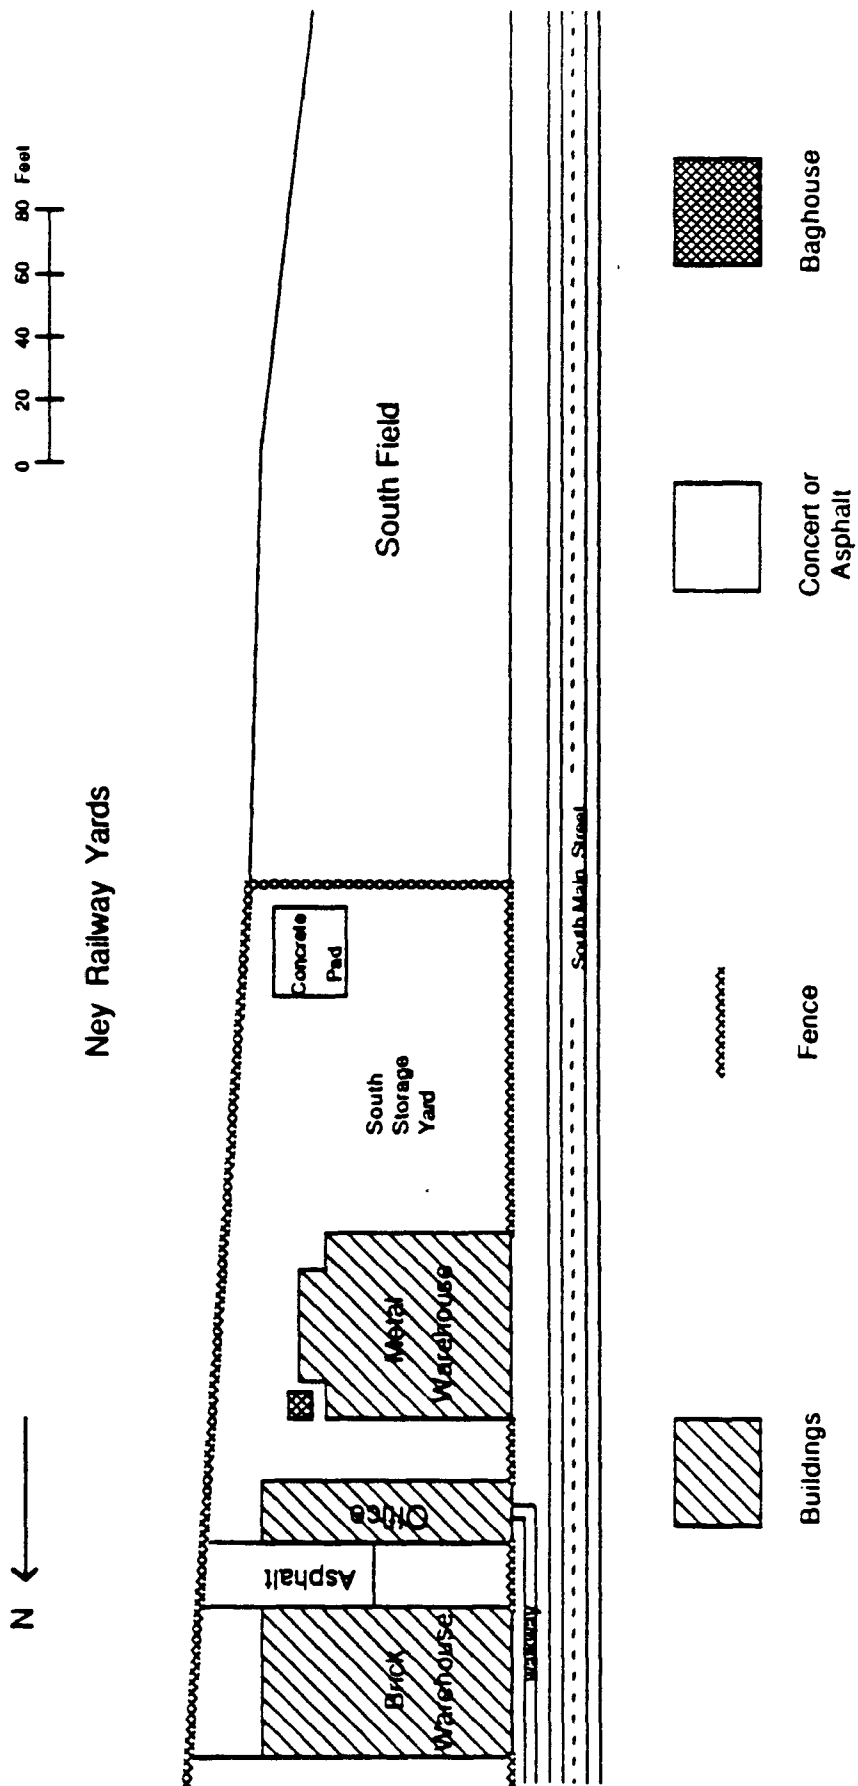 N
0 20 40 60 80 Feet
Ney Railway Yards
Brick
Warehouse
Asphalt
Office
Metal
Warehouse
South
Storage
Yard
Concrete
Pad
South Field
walkway
South Main Street
Buildings
Fence
Concert or
Asphalt
Baghouse